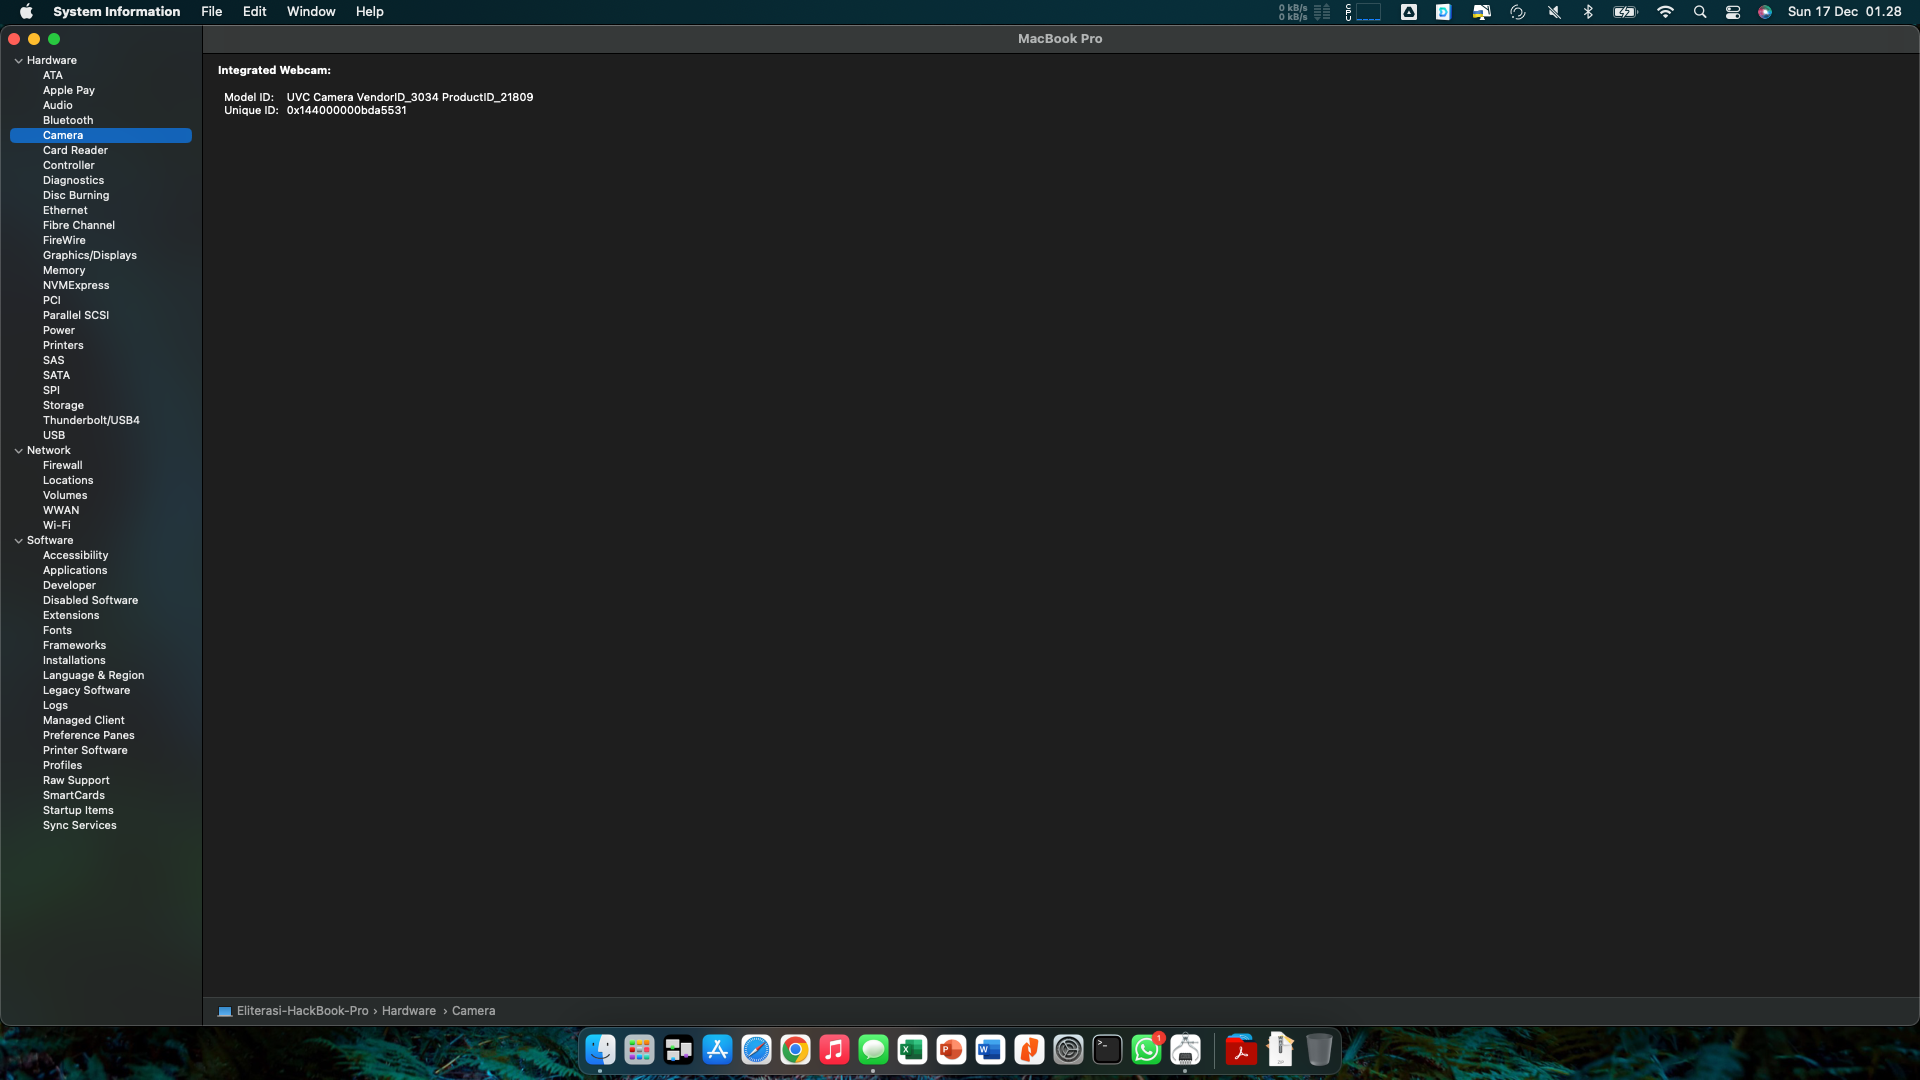 System Information File Edit Window Help
0 kB/s
0 kB/s
CPU
Sun 17 Dec 01.28
MacBook Pro
Hardware
ATA
Apple Pay
Audio
Bluetooth
Camera
Card Reader
Controller
Diagnostics
Disc Burning
Ethernet
Fibre Channel
FireWire
Graphics/Displays
Memory
NVMExpress
PCI
Parallel SCSI
Power
Printers
SAS
SATA
SPI
Storage
Thunderbolt/USB4
USB
Network
Firewall
Locations
Volumes
WWAN
Wi-Fi
Software
Accessibility
Applications
Developer
Disabled Software
Extensions
Fonts
Frameworks
Installations
Language & Region
Legacy Software
Logs
Managed Client
Preference Panes
Printer Software
Profiles
Raw Support
SmartCards
Startup Items
Sync Services
Integrated Webcam:
Model ID: UVC Camera VendorID_3034 ProductID_21809
Unique ID: 0x144000000bda5531
Eliterasi-HackBook-Pro › Hardware › Camera
1